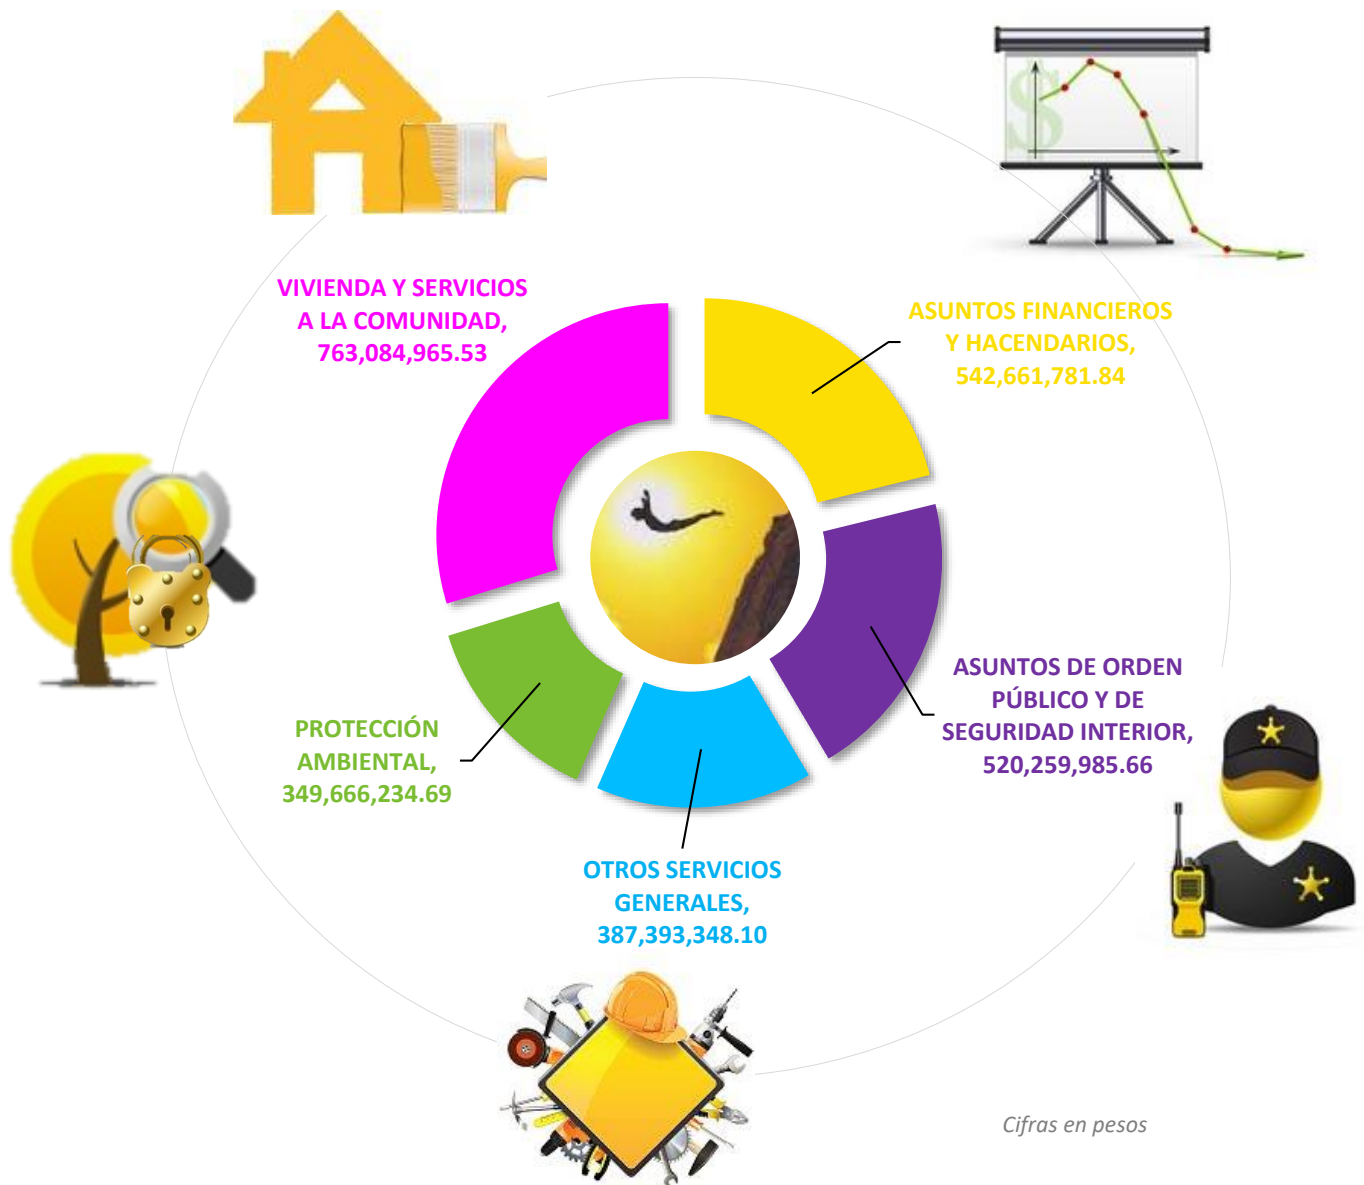 VIVIENDA Y SERVICIOS
A LA COMUNIDAD,
763,084,965.53
ASUNTOS FINANCIEROS
Y HACENDARIOS,
542,661,781.84
ASUNTOS DE ORDEN
PÚBLICO Y DE
SEGURIDAD INTERIOR,
520,259,985.66
PROTECCIÓN
AMBIENTAL,
349,666,234.69
OTROS SERVICIOS
GENERALES,
387,393,348.10
$
Cifras en pesos